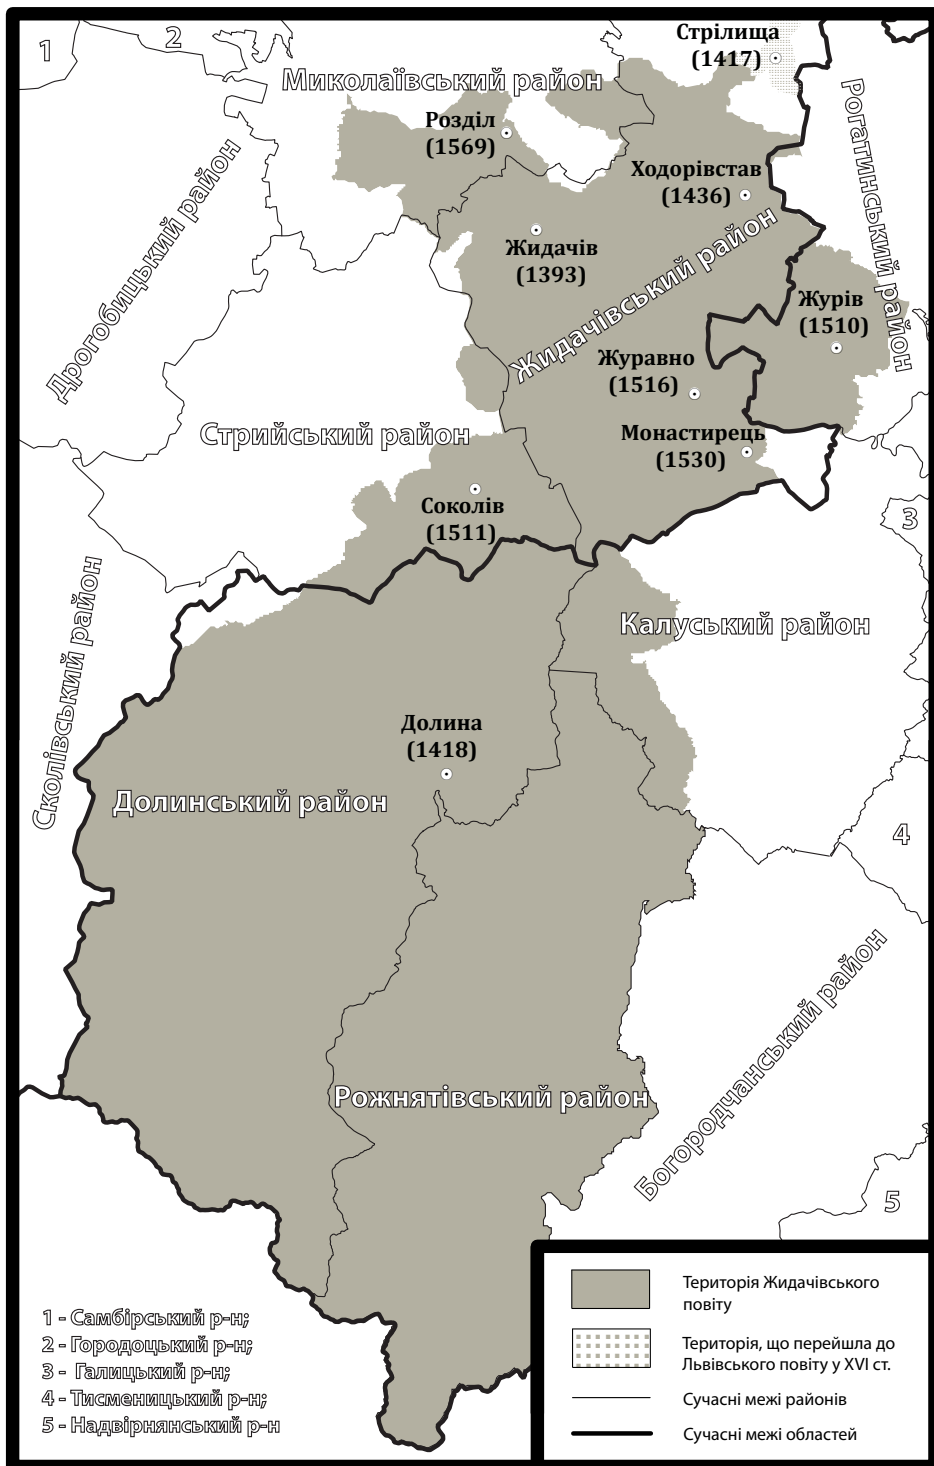 1
2
Стрілища
(1417)
Миколаївський район
Розділ
(1569)
Рогатинський район
Ходорівстав
(1436)
Дрогобицький район
Жидачів
(1393)
Жидачівський район
Журів
(1510)
Журавно
(1516)
Стрийський район
Монастирець
(1530)
Соколів
(1511)
3
Сколівський район
Калуський район
Долина
(1418)
Долинський район
4
Богородчанський район
Рожнятівський район
5
1 - Самбірський р-н;
2 - Городоцький р-н;
3 - Галицький р-н;
4 - Тисменицький р-н;
5 - Надвірнянський р-н
Територія Жидачівського
повіту
Територія, що перейшла до
Львівського повіту у XVI ст.
Сучасні межі районів
Сучасні межі областей